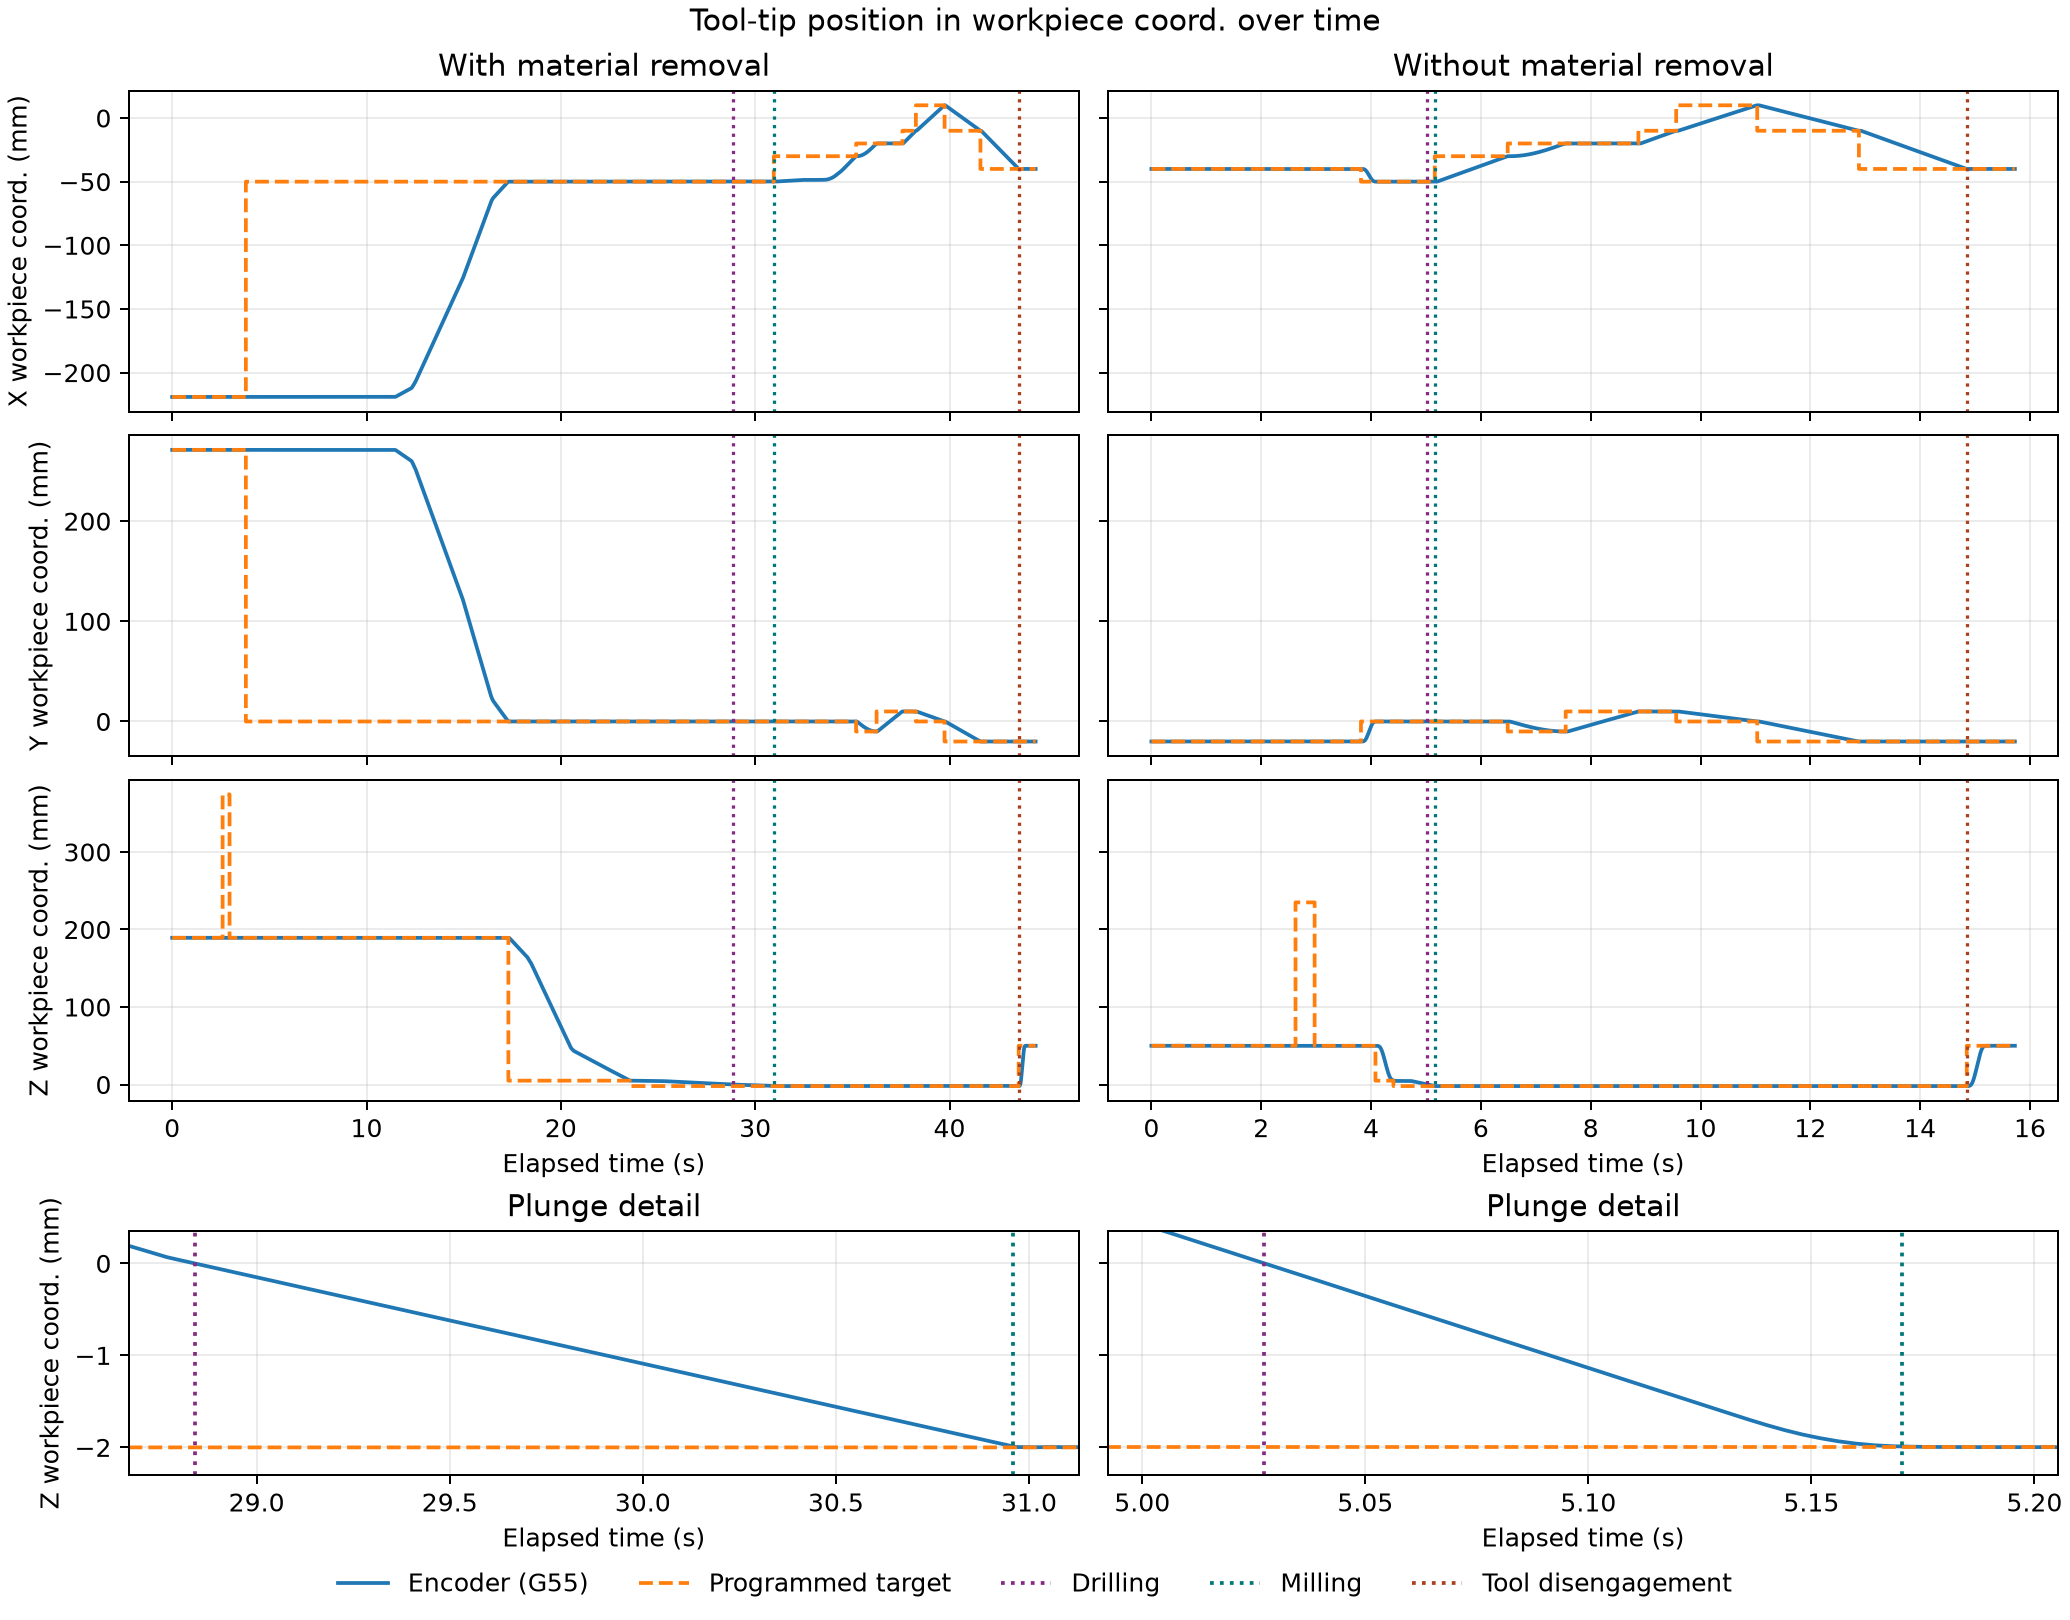 Tool-tip position in workpiece coord. over time
With material removal
Without material removal
X workpiece coord. (mm)
0
−50
−100
−150
−200
Y workpiece coord. (mm)
200
100
0
Z workpiece coord. (mm)
300
200
100
0
0 10 20 30 40
0 2 4 6 8 10 12 14 16
Elapsed time (s)
Elapsed time (s)
Plunge detail
Plunge detail
Z workpiece coord. (mm)
0
−1
−2
29.0 29.5 30.0 30.5 31.0
5.00 5.05 5.10 5.15 5.20
Elapsed time (s)
Elapsed time (s)
Encoder (G55) Programmed target Drilling Milling Tool disengagement